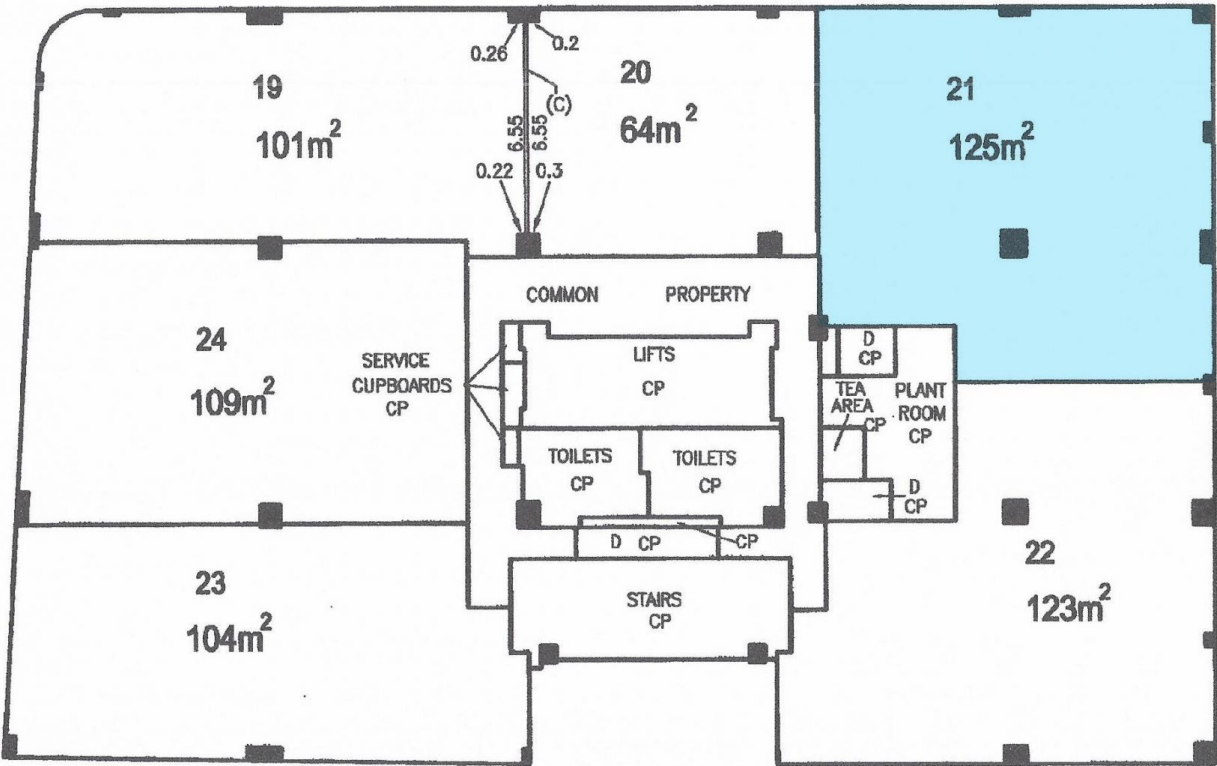 19
101m²
0.26
0.2
(C)
6.55
6.55
0.22
0.3
20
64m²
21
125m²
COMMON PROPERTY
24
109m²
SERVICE
CUPBOARDS
CP
LIFTS
CP
D
CP
TEA
AREA
CP
PLANT
ROOM
CP
TOILETS
CP
TOILETS
CP
D
CP
D CP
CP
23
104m²
STAIRS
CP
22
123m²